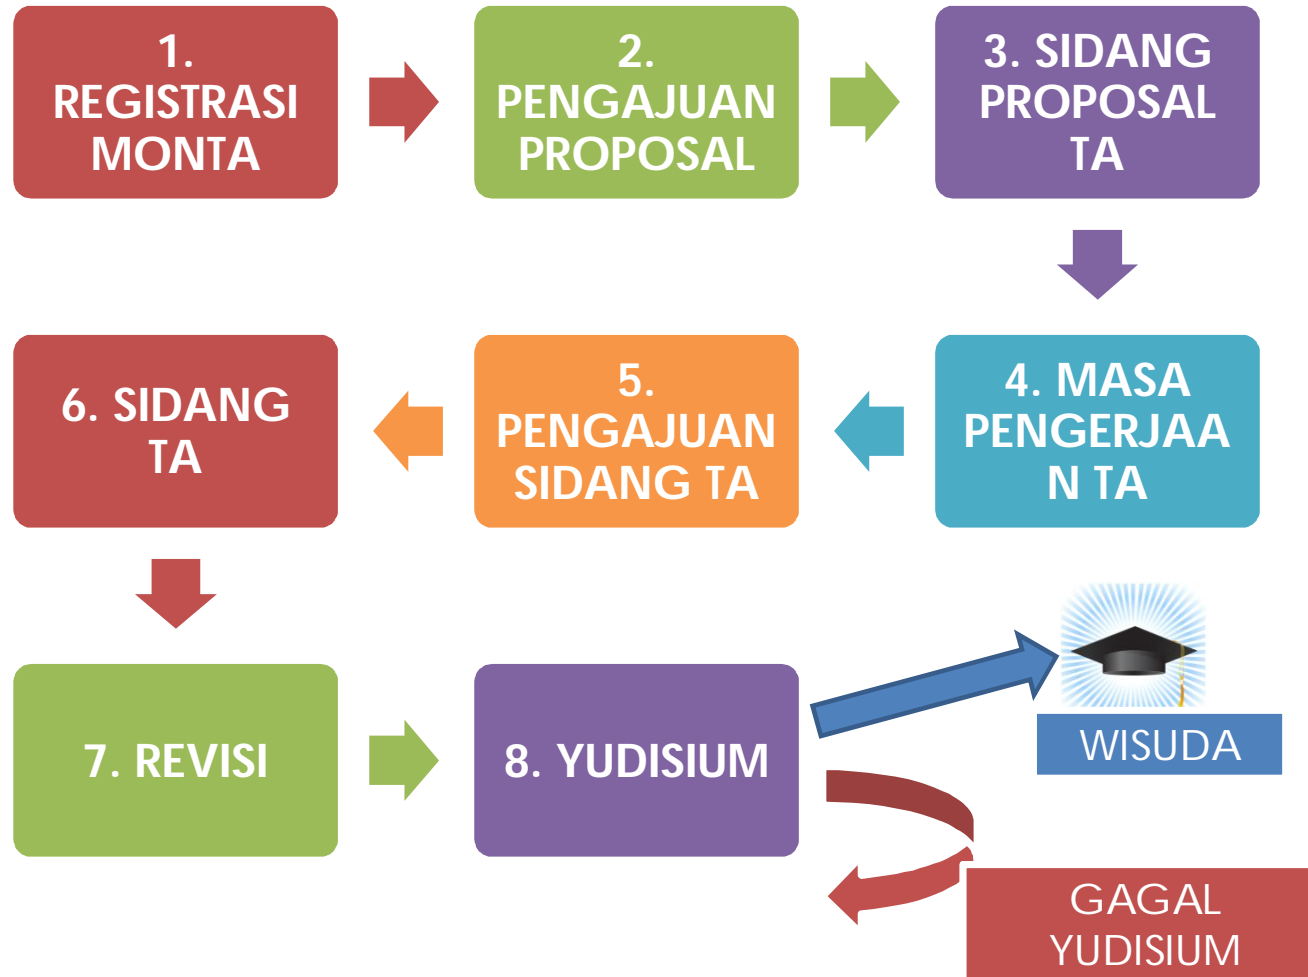 1.
REGISTRASI
MONTA
2.
PENGAJUAN
PROPOSAL
3. SIDANG
PROPOSAL
TA
4. MASA
PENGERJAA
N TA
5.
PENGAJUAN
SIDANG TA
6. SIDANG
TA
7. REVISI
8. YUDISIUM
WISUDA
GAGAL
YUDISIUM